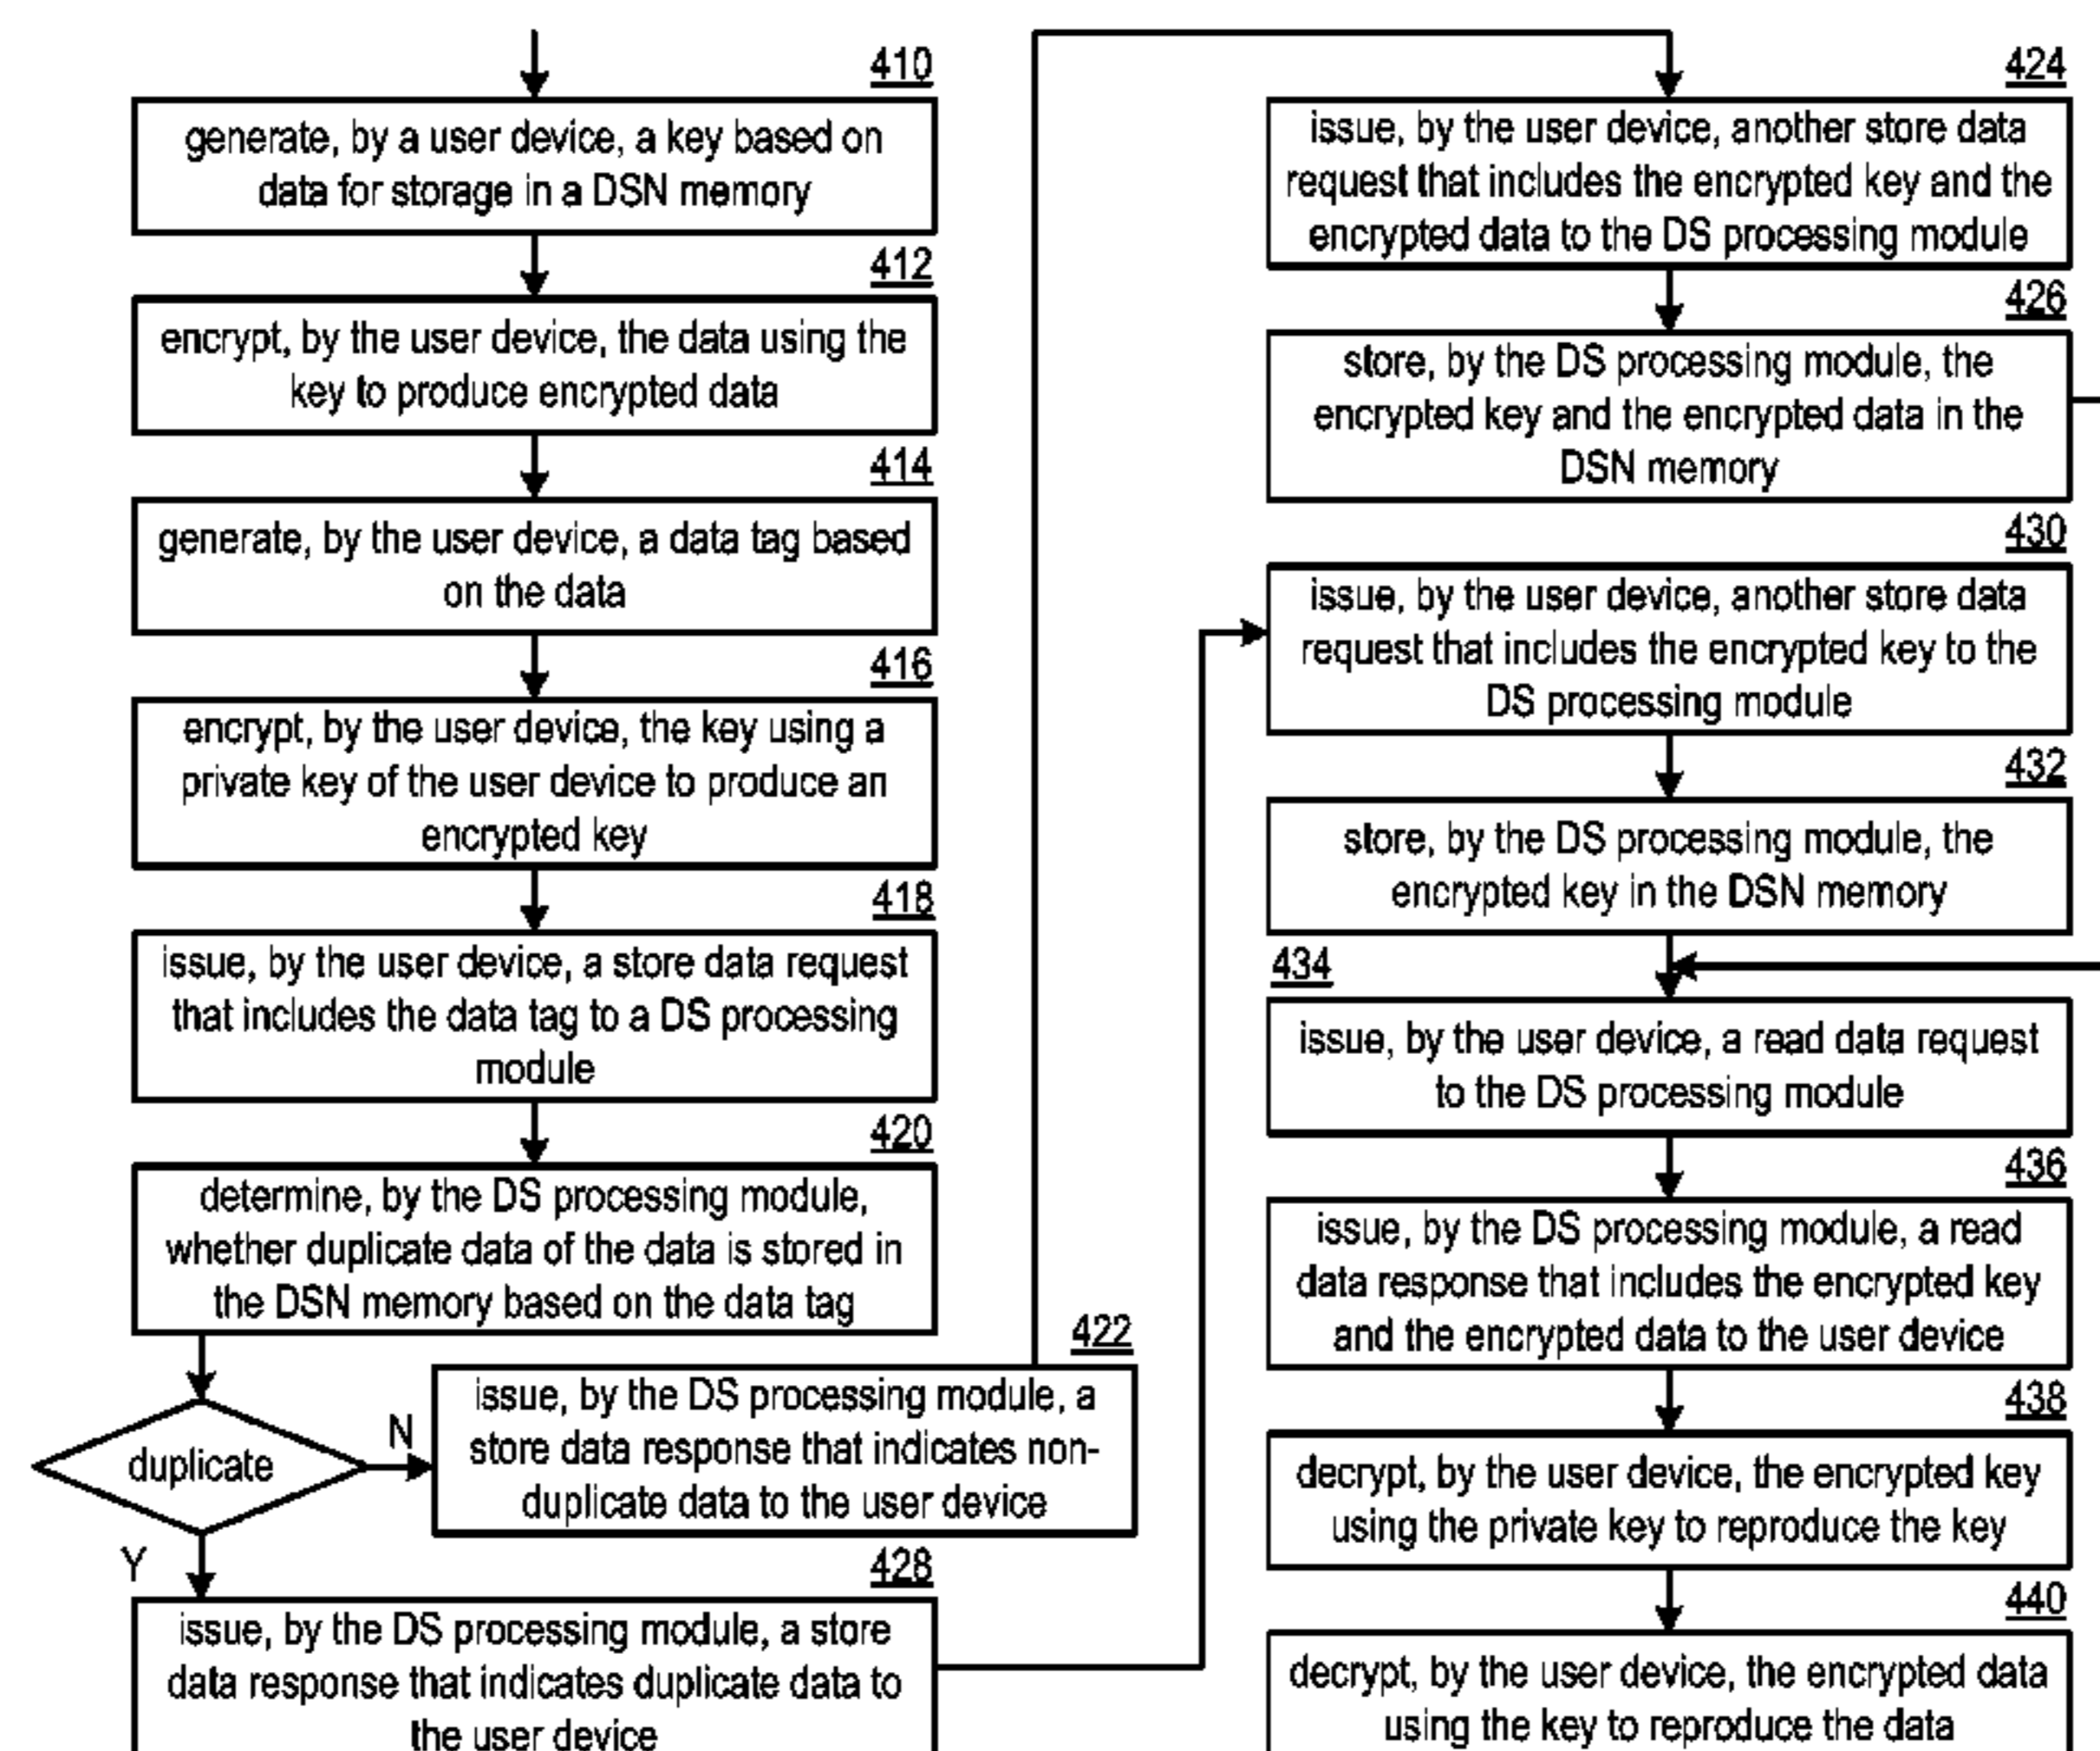 410
generate, by a user device, a key based on
data for storage in a DSN memory
412
encrypt, by the user device, the data using the
key to produce encrypted data
414
generate, by the user device, a data tag based
on the data
416
encrypt, by the user device, the key using a
private key of the user device to produce an
encrypted key
418
issue, by the user device, a store data request
that includes the data tag to a DS processing
module
420
determine, by the DS processing module,
whether duplicate data of the data is stored in
the DSN memory based on the data tag
duplicate
N
422
issue, by the DS processing module, a
store data response that indicates non-
duplicate data to the user device
Y
428
issue, by the DS processing module, a store
data response that indicates duplicate data to
the user device
424
issue, by the user device, another store data
request that includes the encrypted key and the
encrypted data to the DS processing module
426
store, by the DS processing module, the
encrypted key and the encrypted data in the
DSN memory
430
issue, by the user device, another store data
request that includes the encrypted key to the
DS processing module
432
store, by the DS processing module, the
encrypted key in the DSN memory
434
issue, by the user device, a read data request
to the DS processing module
436
issue, by the DS processing module, a read
data response that includes the encrypted key
and the encrypted data to the user device
438
decrypt, by the user device, the encrypted key
using the private key to reproduce the key
440
decrypt, by the user device, the encrypted data
using the key to reproduce the data